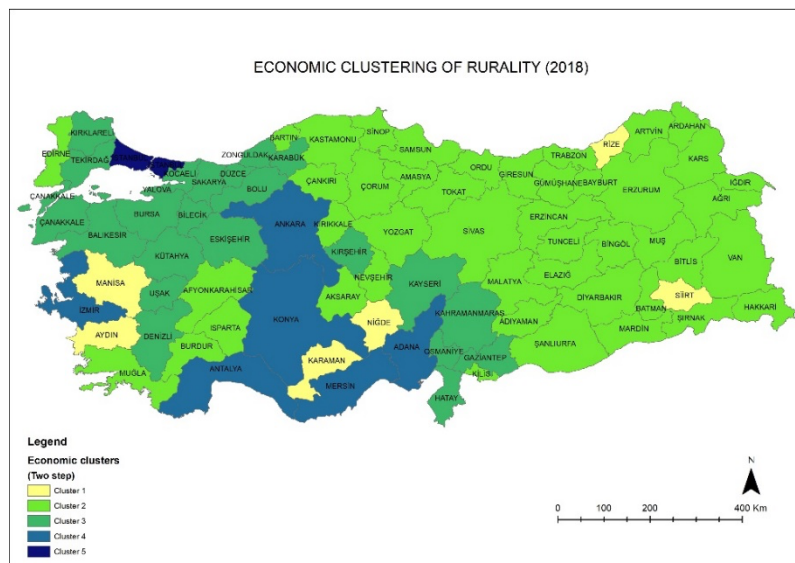 ECONOMIC CLUSTERING OF RURALITY (2018)
KIRKLARELİ
EDİRNE
TEKİRDAĞ
KOCAELİ
YALOVA
SAKARYA
DÜZCE
BOLU
ZONGULDAK
KARABÜK
BARTIN
KASTAMONU
SİNOP
SAMSUN
ORDU
GİRESUN
TRABZON
RİZE
ARTVİN
ARDAHAN
KARS
IĞDIR
AĞRI
ÇANAKKALE
ÇANAKKALE
BALIKESİR
BURSA
BİLECİK
ESKİŞEHİR
KÜTAHYA
ANKARA
ÇANKIRI
ÇORUM
AMASYA
TOKAT
GÜMÜŞHANE
BAYBURT
ERZURUM
ERZİNCAN
KIRIKKALE
YOZGAT
SİVAS
TUNCELİ
BİNGÖL
MUŞ
BİTLİS
VAN
MANİSA
İZMİR
UŞAK
AFYONKARAHİSAR
KIRŞEHİR
NEVŞEHİR
KAYSERİ
MALATYA
ELAZIĞ
DİYARBAKIR
BATMAN
SİİRT
ŞIRNAK
HAKKARİ
AYDIN
DENİZLİ
ISPARTA
BURDUR
KONYA
AKSARAY
NİĞDE
KAHRAMANMARAŞ
ADIYAMAN
ŞANLIURFA
MARDİN
MUĞLA
ANTALYA
KARAMAN
MERSİN
ADANA
OSMANİYE
GAZİANTEP
KİLİS
HATAY
Legend
Economic clusters
(Two step)
Cluster 1
Cluster 2
Cluster 3
Cluster 4
Cluster 5
N
0 50 100 200 300 400 Km